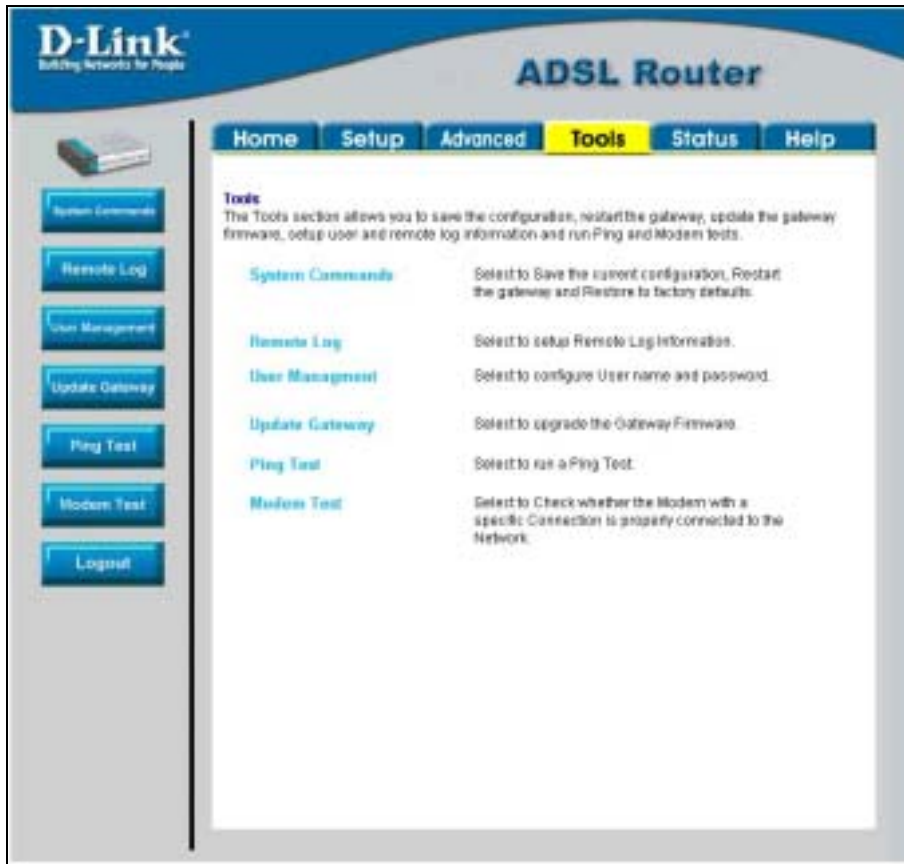 D-Link
Building Networks for People
ADSL Router
Home Setup Advanced Tools Status Help
System Commands
Remote Log
User Management
Update Gateway
Ping Test
Modem Test
Logout
Tools
The Tools section allows you to save the configuration, restart the gateway, update the gateway
firmware, setup user and remote log information and run Ping and Modem tests.
System Commands
Select to Save the current configuration, Restart
the gateway and Restore to factory defaults.
Remote Log
Select to setup Remote Log Information.
User Managment
Select to configure User name and password.
Update Gateway
Select to upgrade the Gateway Firmware.
Ping Test
Select to run a Ping Test.
Modem Test
Select to Check whether the Modem with a
specific Connection is properly connected to the
Network.